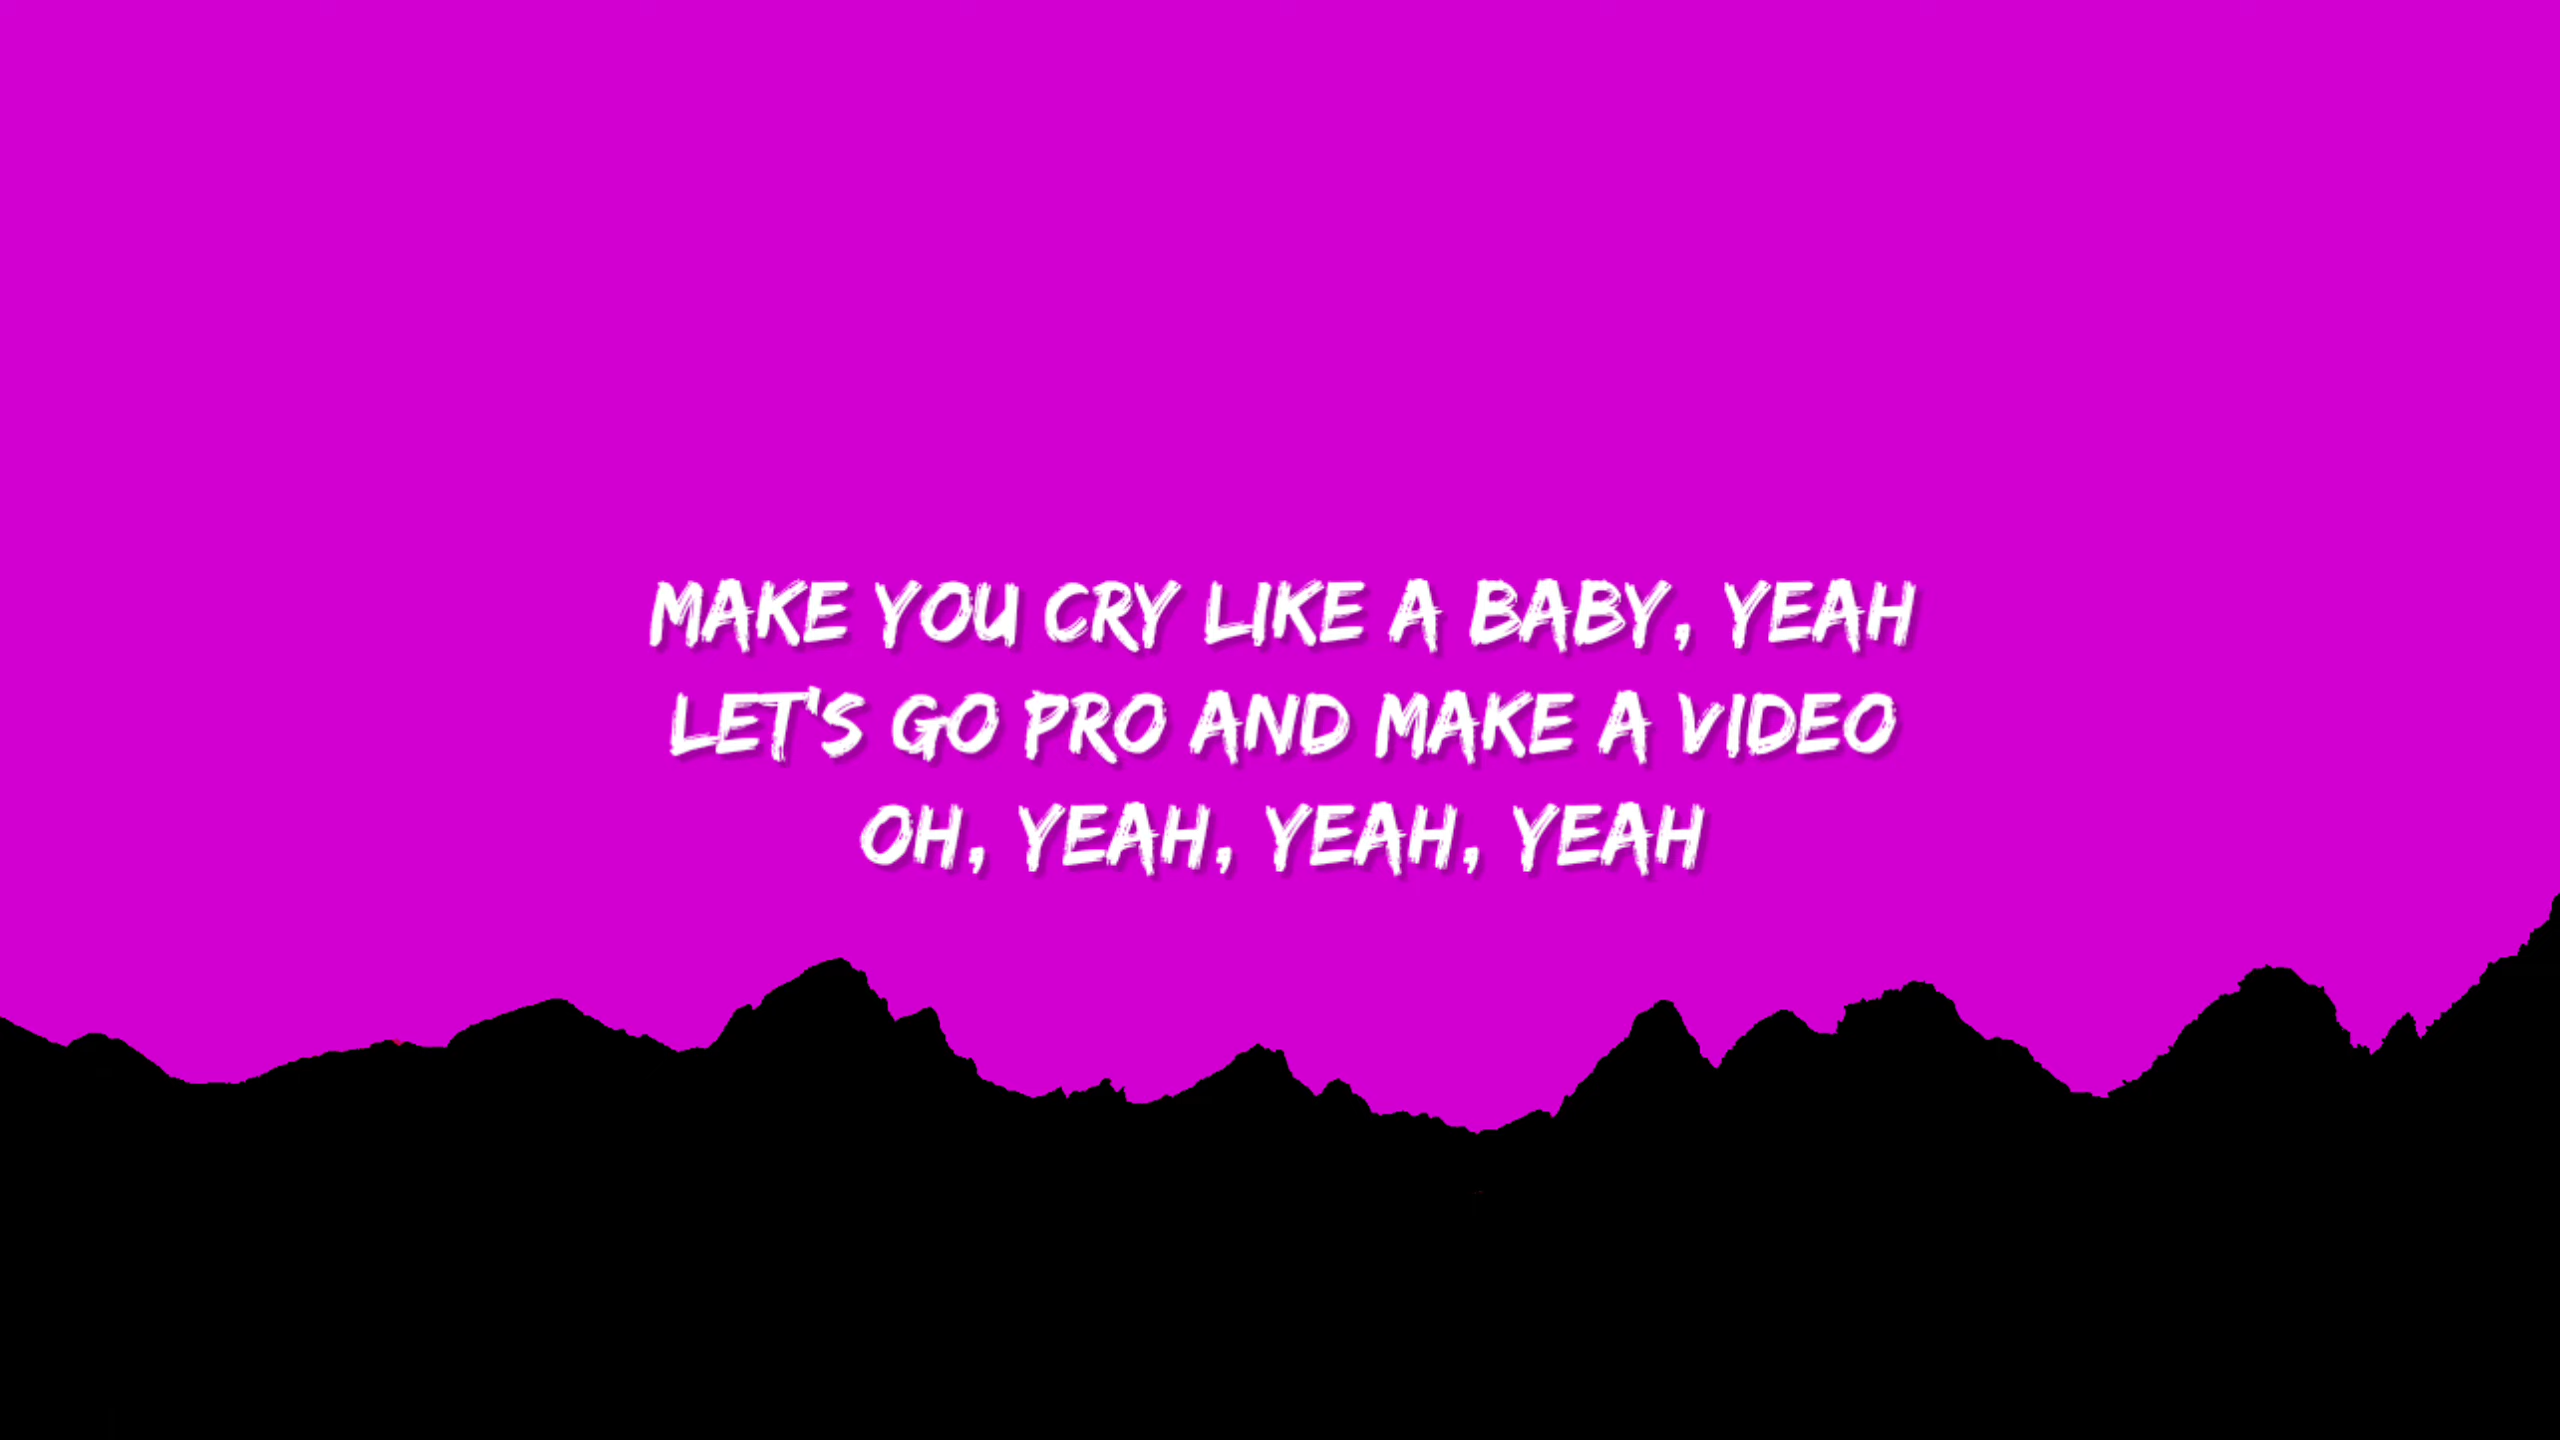 MAKE YOU CRY LIKE A BABY, YEAH
LET'S GO PRO AND MAKE A VIDEO
OH, YEAH, YEAH, YEAH